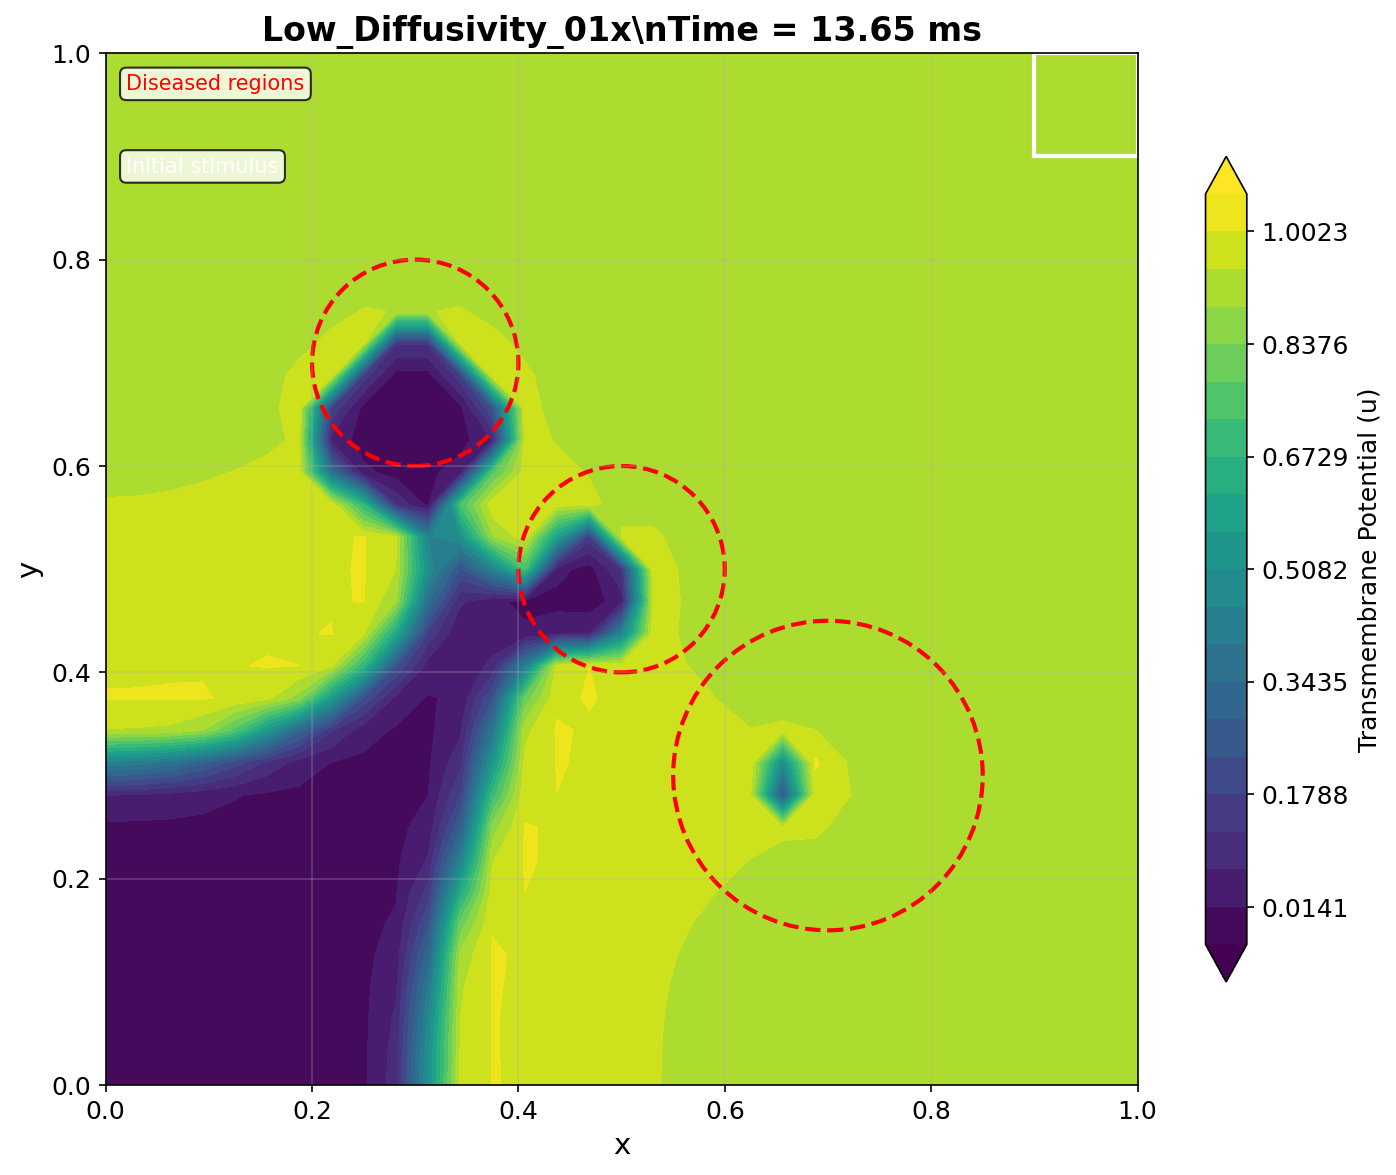 Low_Diffusivity_01x\nTime = 13.65 ms
Diseased regions
Initial stimulus
1.0
0.8
0.6
0.4
0.2
0.0
y
0.0 0.2 0.4 0.6 0.8 1.0
x
1.0023
0.8376
0.6729
0.5082
0.3435
0.1788
0.0141
Transmembrane Potential (u)